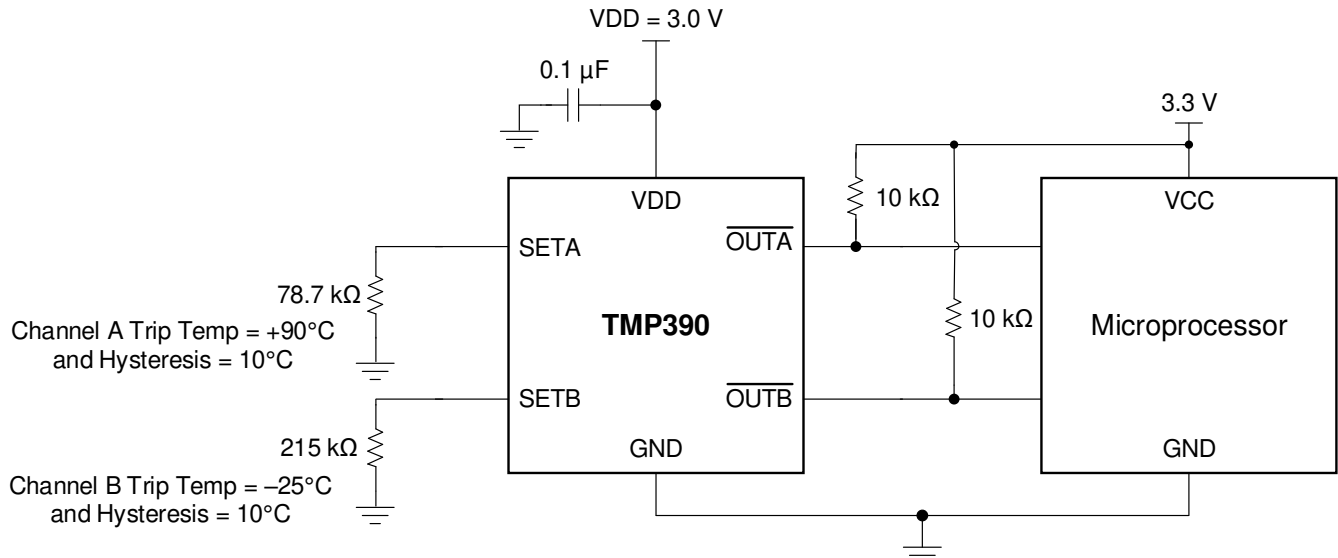 VDD = 3.0 V
0.1 µF
3.3 V
VDD
10 kΩ
VCC
SETA
OUTA
78.7 kΩ
Channel A Trip Temp = +90°C
and Hysteresis = 10°C
TMP390
10 kΩ
Microprocessor
SETB
OUTB
215 kΩ
GND
GND
Channel B Trip Temp = –25°C
and Hysteresis = 10°C